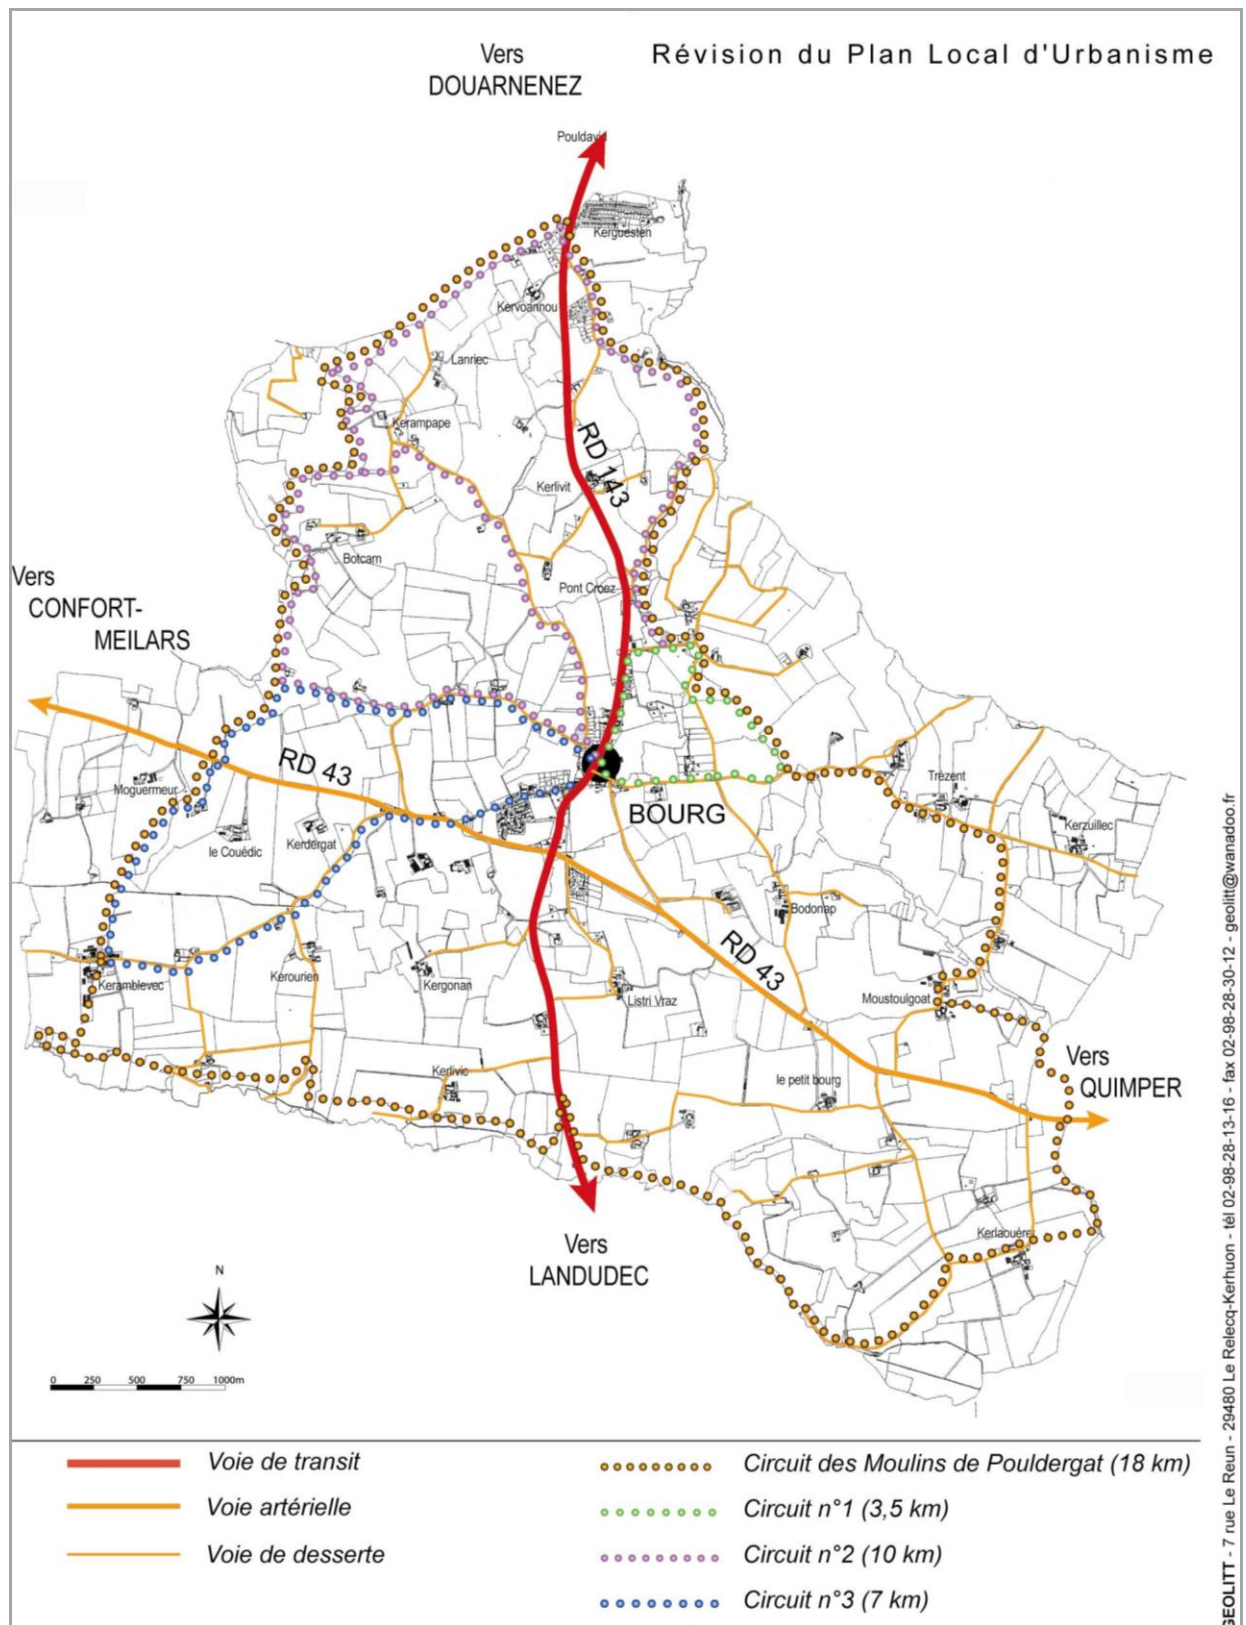 Révision du Plan Local d'Urbanisme
Vers
DOUARNENEZ
Pouldavid
Kerguesten
Kervoannou
Lanriec
Kerampape
RD 143
Kerlivit
Botcarn
Pont Croez
Vers
CONFORT-
MEILARS
RD 43
Moguermeur
le Couédic
Kerdergat
BOURG
Trézent
Kerzuillec
Bodonap
RD 43
Keramblevec
Kerourien
Kergonan
Listri Vraz
Moustoulgoat
Vers
QUIMPER
Kerlivic
le petit bourg
Kerlaouéret
Vers
LANDUDEC
N
0 250 500 750 1000m
Voie de transit
Voie artérielle
Voie de desserte
Circuit des Moulins de Pouldergat (18 km)
Circuit n°1 (3,5 km)
Circuit n°2 (10 km)
Circuit n°3 (7 km)
GEOLITT - 7 rue Le Reun - 29480 Le Relecq-Kerhuon - tél 02-98-28-13-16 - fax 02-98-28-30-12 - geolitt@wanadoo.fr